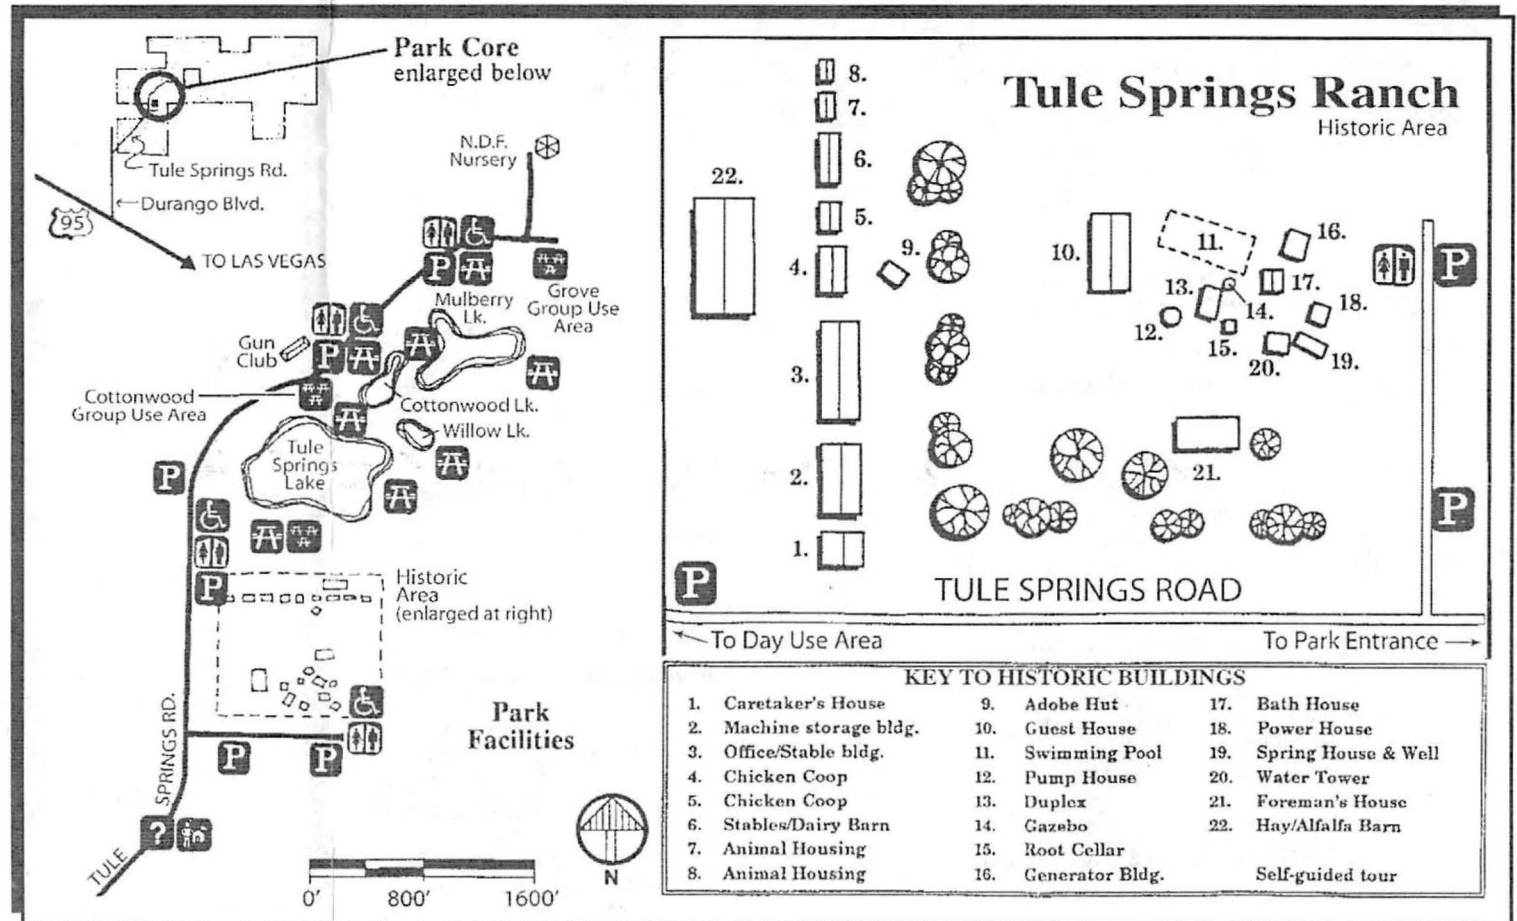 Park Core
enlarged below
Tule Springs Rd.
Durango Blvd.
95
TO LAS VEGAS
N.D.F.
Nursery
P
Mulberry
Lk.
Grove
Group Use
Area
Gun
Club
P
Cottonwood
Group Use Area
Cottonwood Lk.
Willow Lk.
Tule
Springs
Lake
P
P
Historic
Area
(enlarged at right)
Park
Facilities
P
P
TULE SPRINGS RD.
?
N
0' 800' 1600'
Tule Springs Ranch
Historic Area
8.
7.
6.
22.
5.
4.
9.
10.
11.
16.
P
13.
17.
12.
14.
18.
15.
20.
19.
3.
2.
21.
P
1.
P
TULE SPRINGS ROAD
To Day Use Area
To Park Entrance
KEY TO HISTORIC BUILDINGS
1. Caretaker's House
2. Machine storage bldg.
3. Office/Stable bldg.
4. Chicken Coop
5. Chicken Coop
6. Stables/Dairy Barn
7. Animal Housing
8. Animal Housing
9. Adobe Hut
10. Guest House
11. Swimming Pool
12. Pump House
13. Duplex
14. Gazebo
15. Root Cellar
16. Generator Bldg.
17. Bath House
18. Power House
19. Spring House & Well
20. Water Tower
21. Foreman's House
22. Hay/Alfalfa Barn
Self-guided tour